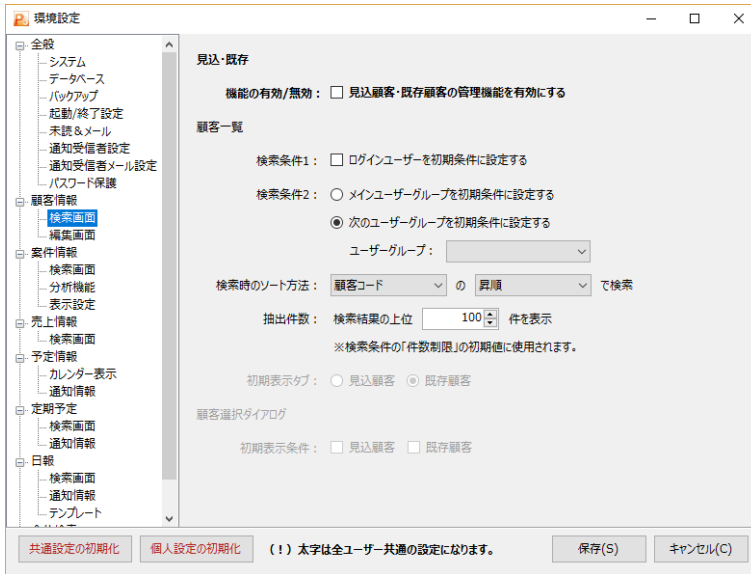 環境設定
全般
システム
データベース
バックアップ
起動/終了設定
未読＆メール
通知受信者設定
通知受信者メール設定
パスワード保護
顧客情報
検索画面
編集画面
案件情報
検索画面
分析機能
表示設定
売上情報
検索画面
予定情報
カレンダー表示
通知情報
定期予定
検索画面
通知情報
日報
検索画面
通知情報
テンプレート
見込・既存
機能の有効/無効： 見込顧客・既存顧客の管理機能を有効にする
顧客一覧
検索条件1： ログインユーザーを初期条件に設定する
検索条件2： メインユーザーグループを初期条件に設定する
次のユーザーグループを初期条件に設定する
ユーザーグループ：
検索時のソート方法： 顧客コード の 昇順 で検索
抽出件数： 検索結果の上位 100 件を表示
※検索条件の「件数制限」の初期値に使用されます。
初期表示タブ： 見込顧客 既存顧客
顧客選択ダイアログ
初期表示条件： 見込顧客 既存顧客
共通設定の初期化 個人設定の初期化 （！）太字は全ユーザー共通の設定になります。 保存(S) キャンセル(C)